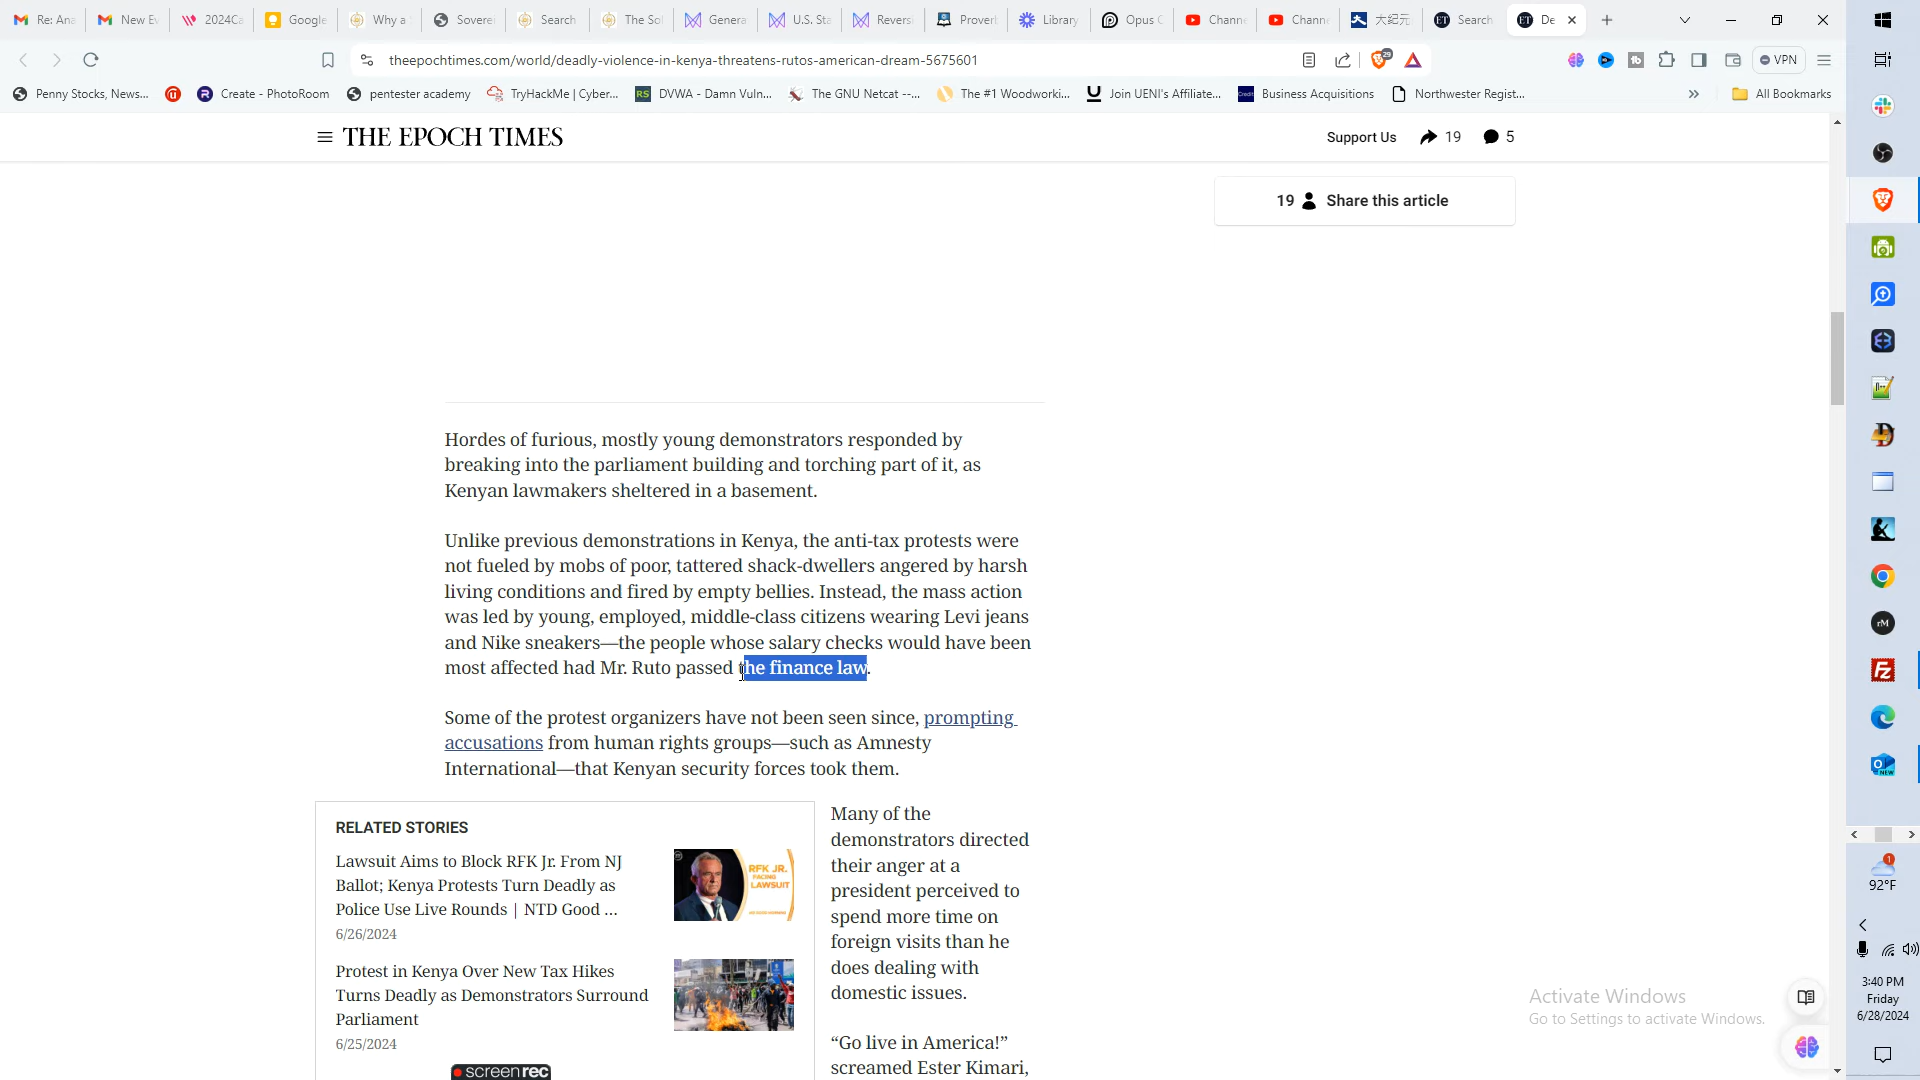 Re: Ana
New Ev
2024Ca
Google
Why a
Sovere
Search
The So
Genera
U.S. Sta
Reversi
Prover
Library
Opus C
Chann
Chann
大紀元
Search
De
theepochtimes.com/world/deadly-violence-in-kenya-threatens-rutos-american-dream-5675601
29
VPN
Penny Stocks, News...
Create - PhotoRoom
pentester academy
TryHackMe | Cyber...
DVWA - Damn Vuln...
The GNU Netcat --...
The #1 Woodworki...
Join UENI's Affiliate...
Business Acquisitions
Northwester Regist...
All Bookmarks
THE EPOCH TIMES
Support Us
19
5
19 Share this article
Hordes of furious, mostly young demonstrators responded by
breaking into the parliament building and torching part of it, as
Kenyan lawmakers sheltered in a basement.
Unlike previous demonstrations in Kenya, the anti-tax protests were
not fueled by mobs of poor, tattered shack-dwellers angered by harsh
living conditions and fired by empty bellies. Instead, the mass action
was led by young, employed, middle-class citizens wearing Levi jeans
and Nike sneakers—the people whose salary checks would have been
most affected had Mr. Ruto passed the finance law.
Some of the protest organizers have not been seen since, prompting
accusations from human rights groups—such as Amnesty
International—that Kenyan security forces took them.
RELATED STORIES
Lawsuit Aims to Block RFK Jr. From NJ
Ballot; Kenya Protests Turn Deadly as
Police Use Live Rounds | NTD Good ...
6/26/2024
RFK JR.
FACING
LAWSUIT
Protest in Kenya Over New Tax Hikes
Turns Deadly as Demonstrators Surround
Parliament
6/25/2024
Many of the
demonstrators directed
their anger at a
president perceived to
spend more time on
foreign visits than he
does dealing with
domestic issues.
“Go live in America!”
screamed Ester Kimari,
screenrec
Activate Windows
Go to Settings to activate Windows.
rM
NEW
1
92°F
3:40 PM
Friday
6/28/2024